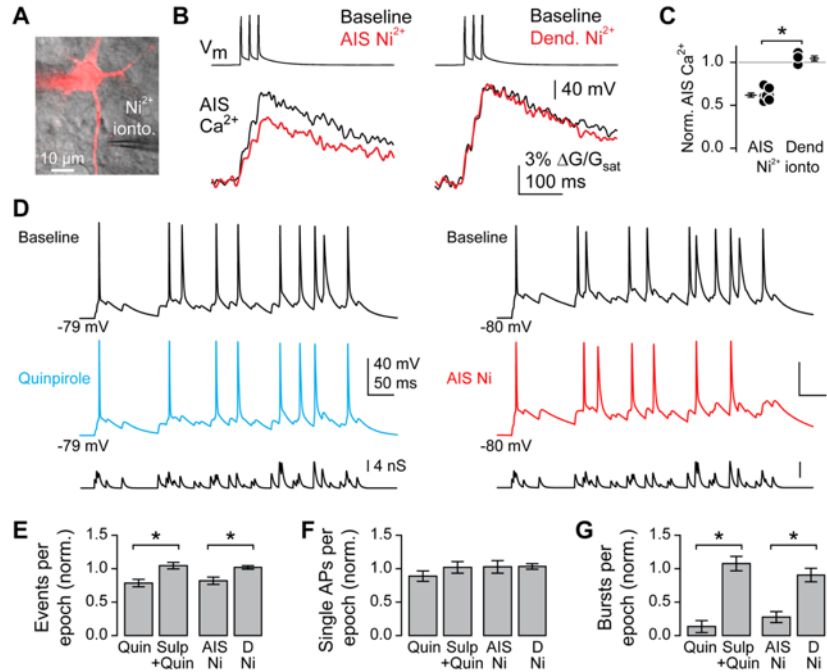 A
Ni²⁺
ionto.
10 µm
B
Baseline
AIS Ni²⁺
Vm
AIS
Ca²⁺
Baseline
Dend. Ni²⁺
40 mV
3% ΔG/Gsat
100 ms
C
*
Norm. AIS Ca²⁺
1.0
0.5
0.0
AIS Dend
Ni²⁺ ionto
D
Baseline
-79 mV
Quinpirole
40 mV
50 ms
-79 mV
4 nS
Baseline
-80 mV
AIS Ni
-80 mV
E
Events per
epoch (norm.)
1.5
1.0
0.5
0.0
* *
Quin Sulp AIS D
+Quin Ni Ni
F
Single APs per
epoch (norm.)
1.5
1.0
0.5
0.0
Quin Sulp AIS D
+Quin Ni Ni
G
Bursts per
epoch (norm.)
1.5
1.0
0.5
0.0
* *
Quin Sulp AIS D
+Quin Ni Ni